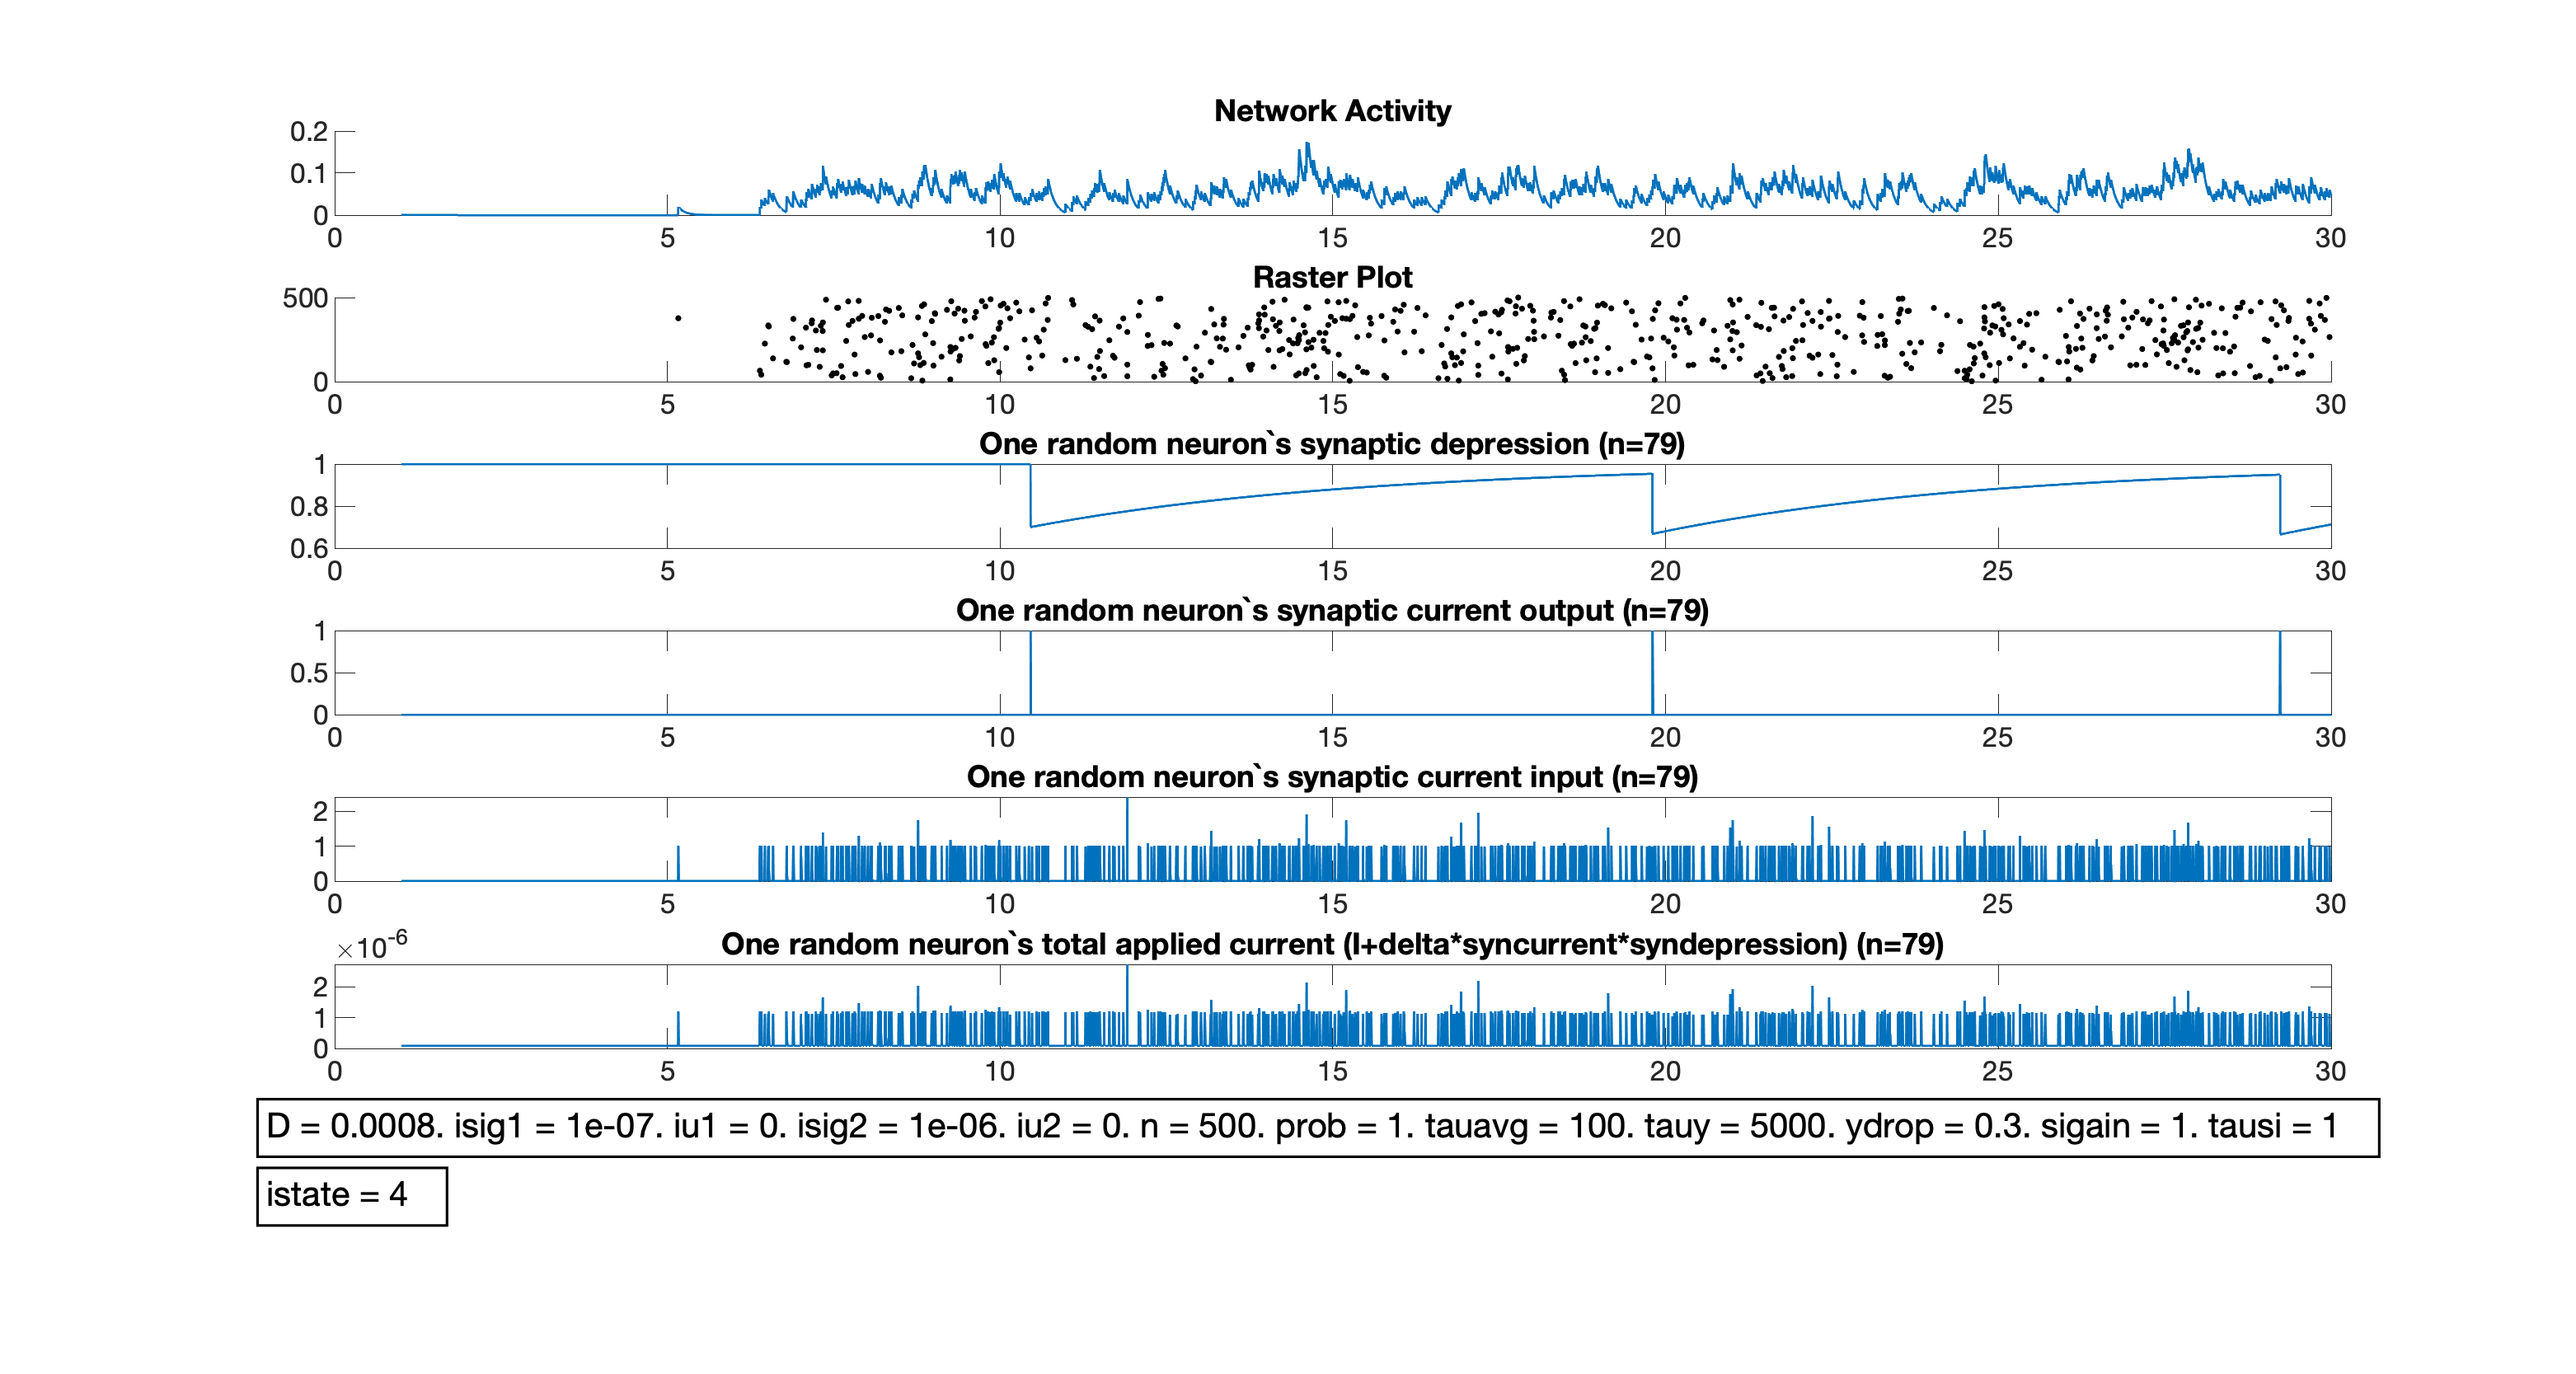 Network Activity
0.2
0.1
0
0 5 10 15 20 25 30
Raster Plot
500
0
0 5 10 15 20 25 30
One random neuron`s synaptic depression (n=79)
1
0.8
0.6
0 5 10 15 20 25 30
One random neuron`s synaptic current output (n=79)
1
0.5
0
0 5 10 15 20 25 30
One random neuron`s synaptic current input (n=79)
2
1
0
0 5 10 15 20 25 30
×10-6
One random neuron`s total applied current (I+delta*syncurrent*syndepression) (n=79)
2
1
0
0 5 10 15 20 25 30
D = 0.0008. isig1 = 1e-07. iu1 = 0. isig2 = 1e-06. iu2 = 0. n = 500. prob = 1. tauavg = 100. tauy = 5000. ydrop = 0.3. sigain = 1. tausi = 1
istate = 4